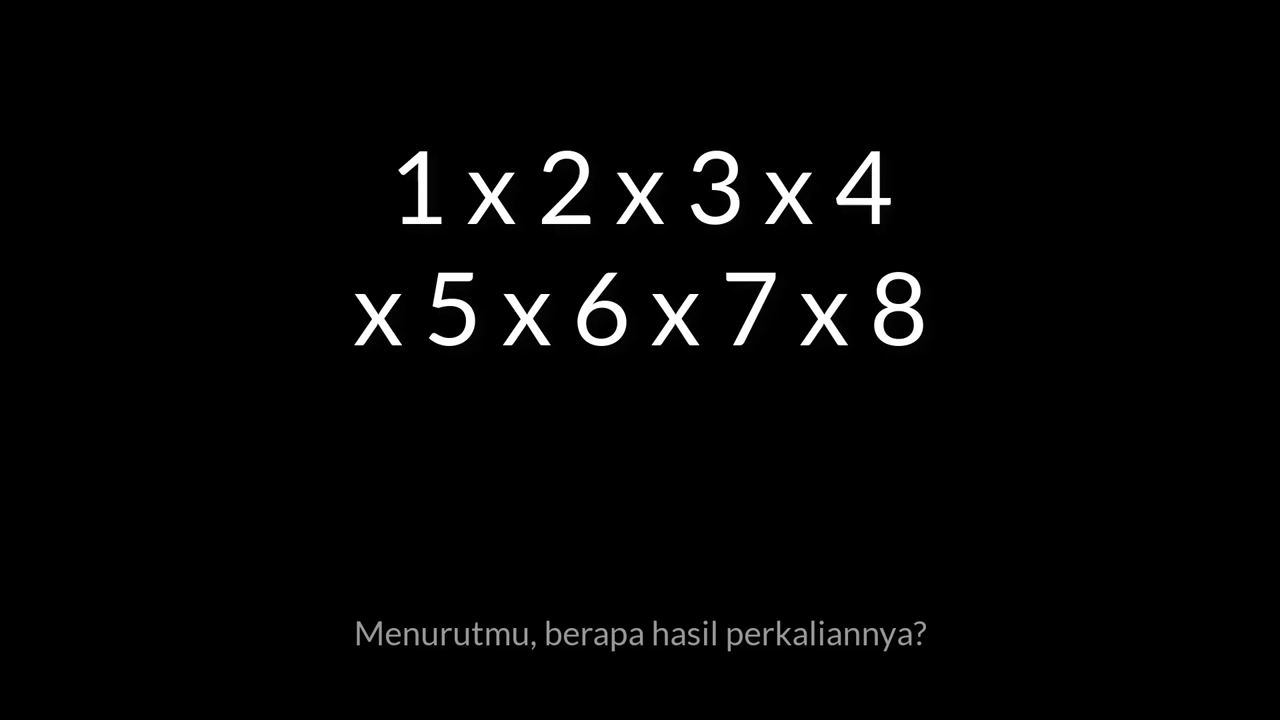 1 x 2 x 3 x 4
x 5 x 6 x 7 x 8
Menurutmu, berapa hasil perkaliannya?